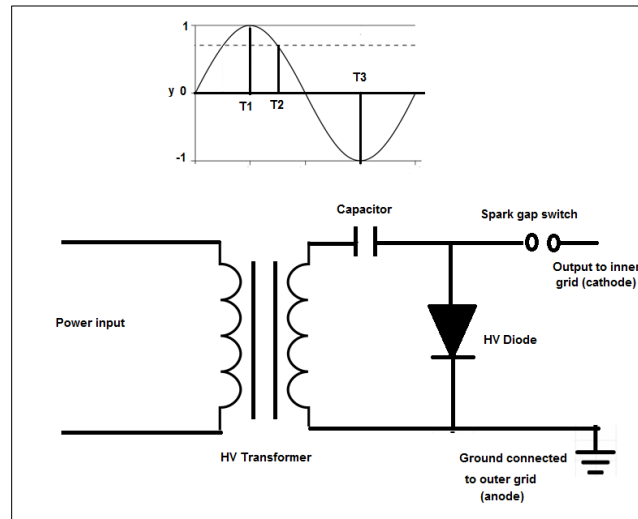 1
y 0
T1
T2
T3
-1
Capacitor
Spark gap switch
Output to inner
grid (cathode)
Power input
HV Diode
HV Transformer
Ground connected
to outer grid
(anode)